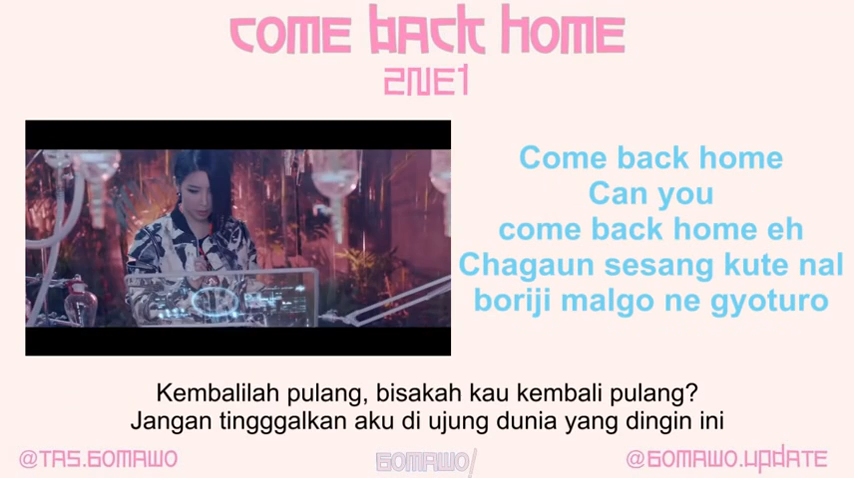 COME BACK HOME
2NE1
Come back home
Can you
come back home eh
Chagaun sesang kute nal
boriji malgo ne gyoturo
Kembalilah pulang, bisakah kau kembali pulang?
Jangan tingggalkan aku di ujung dunia yang dingin ini
@TAS.GOMAWO
GOMAWO/
@GOMAWO.UPDATE